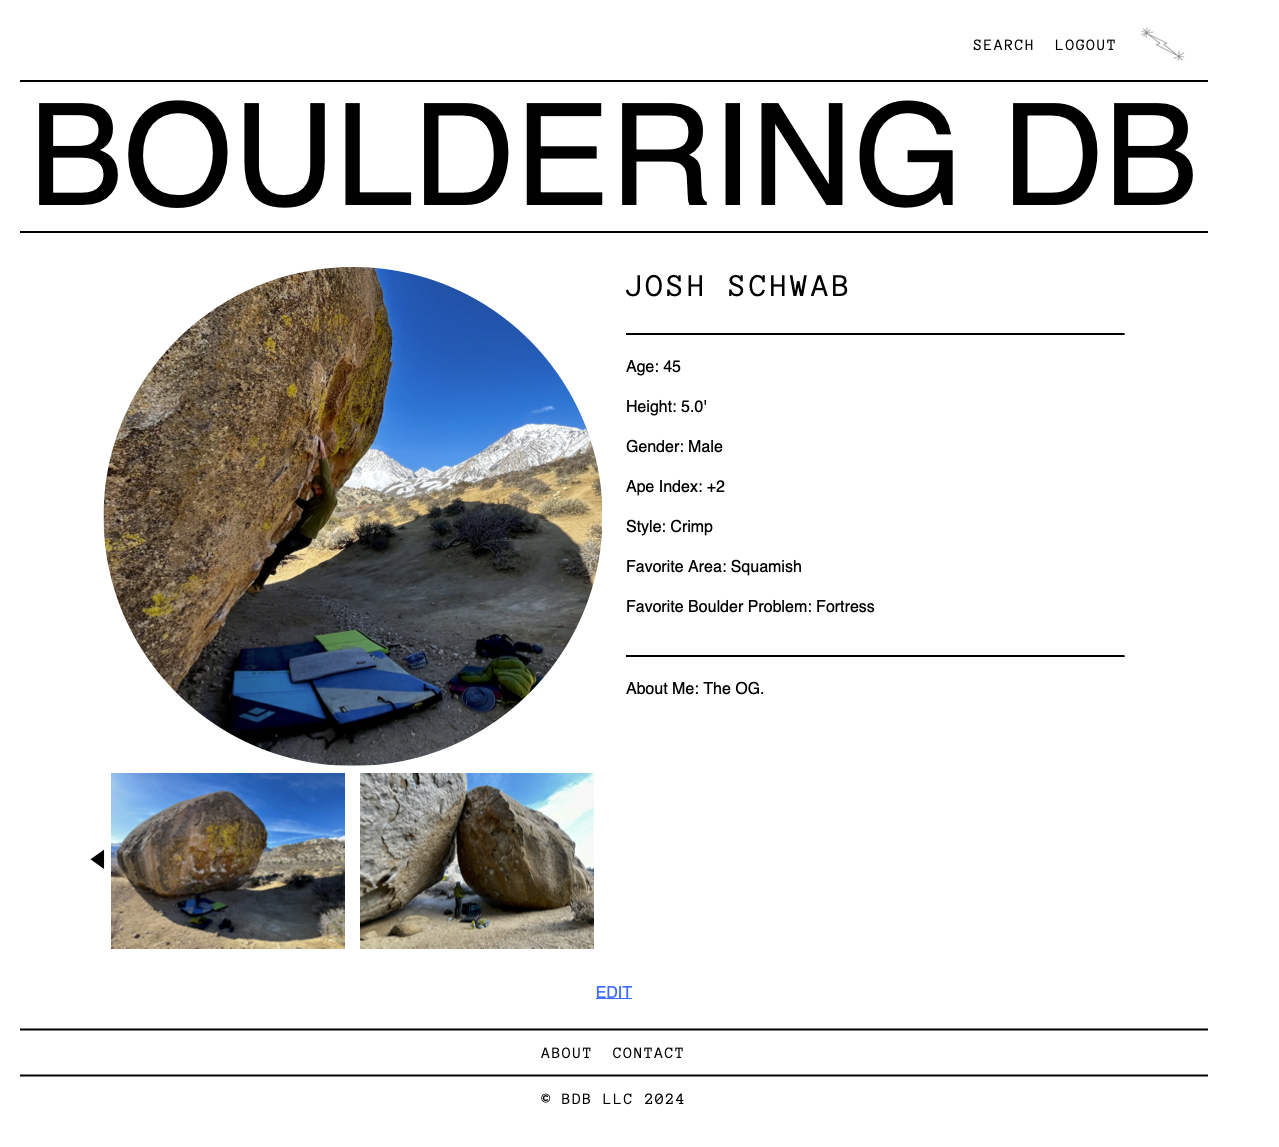 SEARCH LOGOUT
BOULDERING DB
JOSH SCHWAB
Age: 45
Height: 5.0'
Gender: Male
Ape Index: +2
Style: Crimp
Favorite Area: Squamish
Favorite Boulder Problem: Fortress
About Me: The OG.
EDIT
ABOUT CONTACT
© BDB LLC 2024